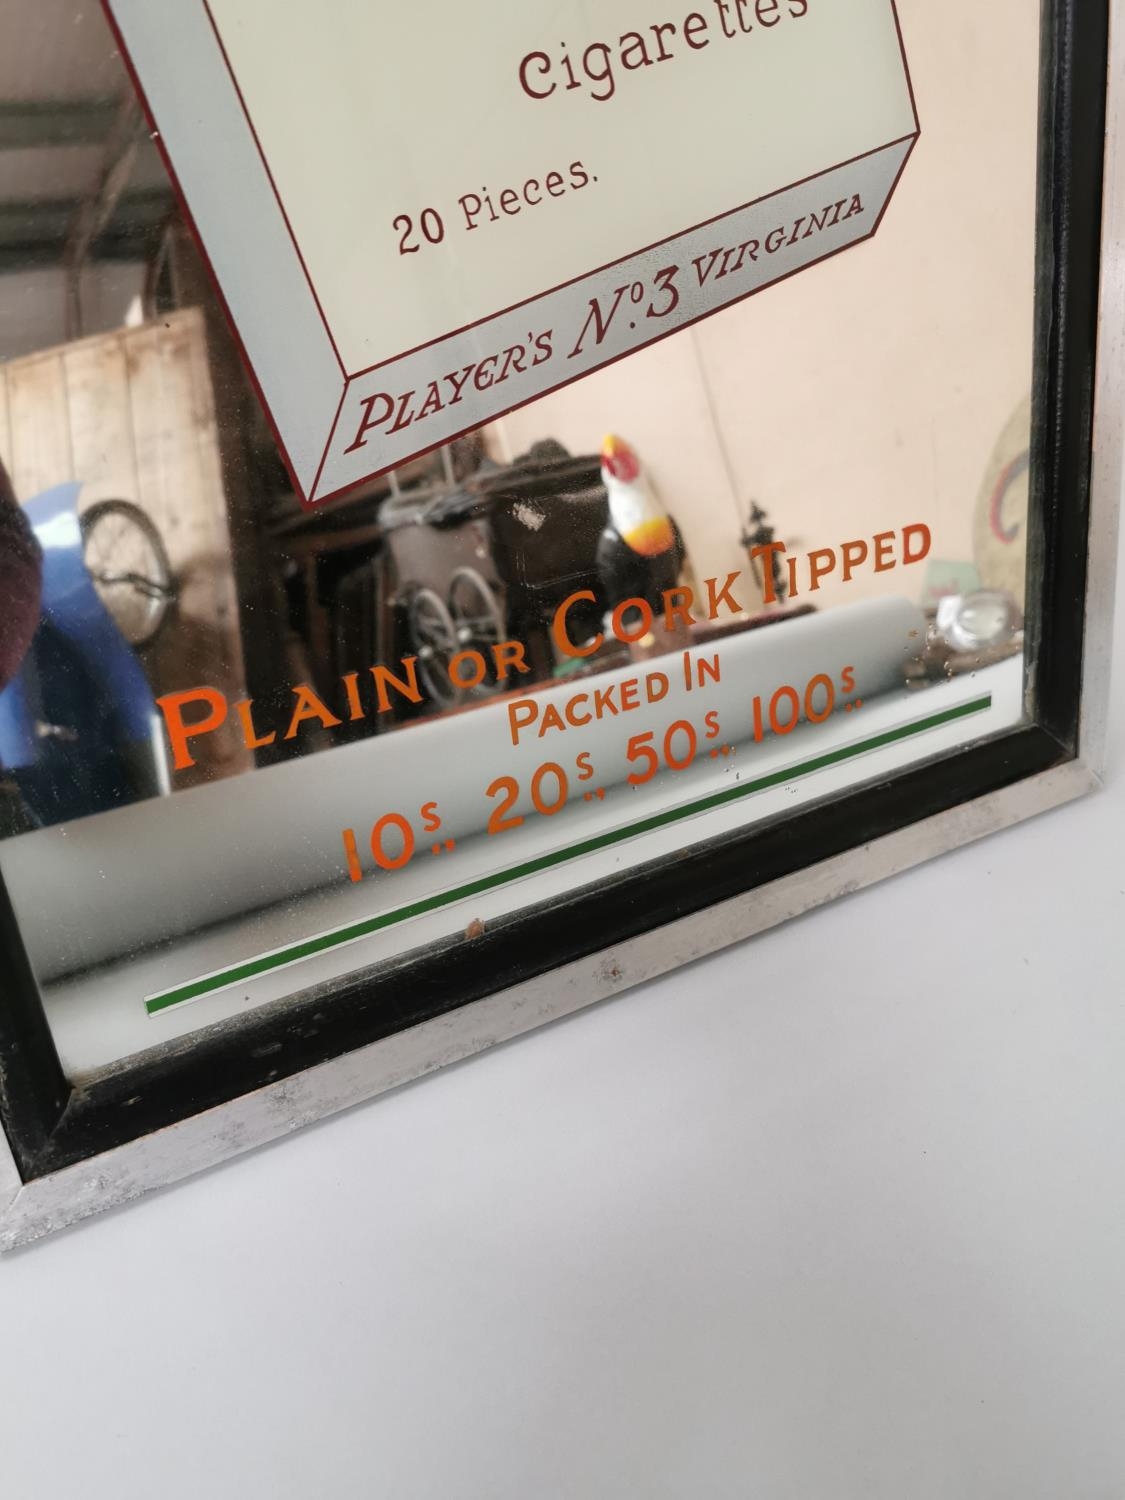 Cigarettes
20 Pieces.
PLAYER'S No. 3 VIRGINIA
PLAIN OR CORK TIPPED
PACKED IN
10s 20s 50s 100s